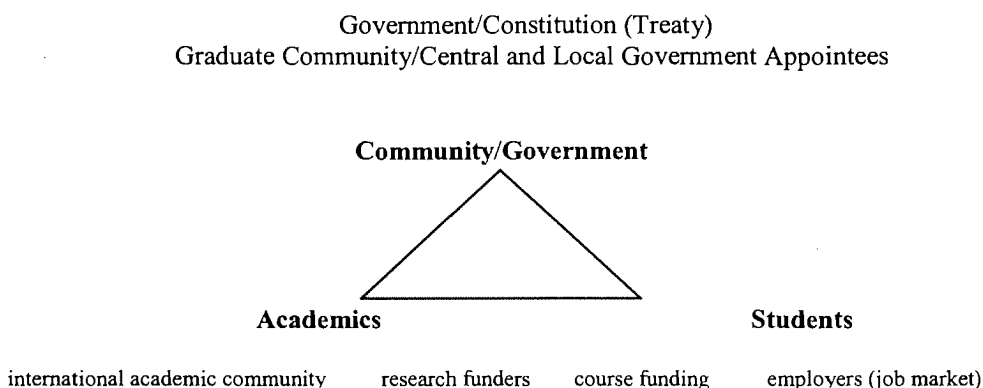 Government/Constitution (Treaty)
Graduate Community/Central and Local Government Appointees
Community/Government
Academics Students
international academic community research funders course funding employers (job market)